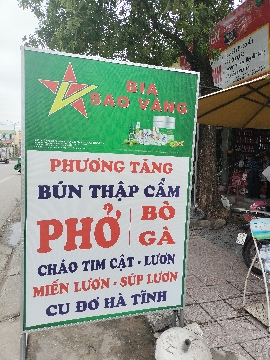 BIA
SAO VÀNG
PHƯƠNG TĂNG
BÚN THẬP CẨM
PHỞ BÒ
GÀ
CHÁO TIM CẬT - LƯƠN
MIẾN LƯƠN - SÚP LƯƠN
CU ĐƠ HÀ TĨNH